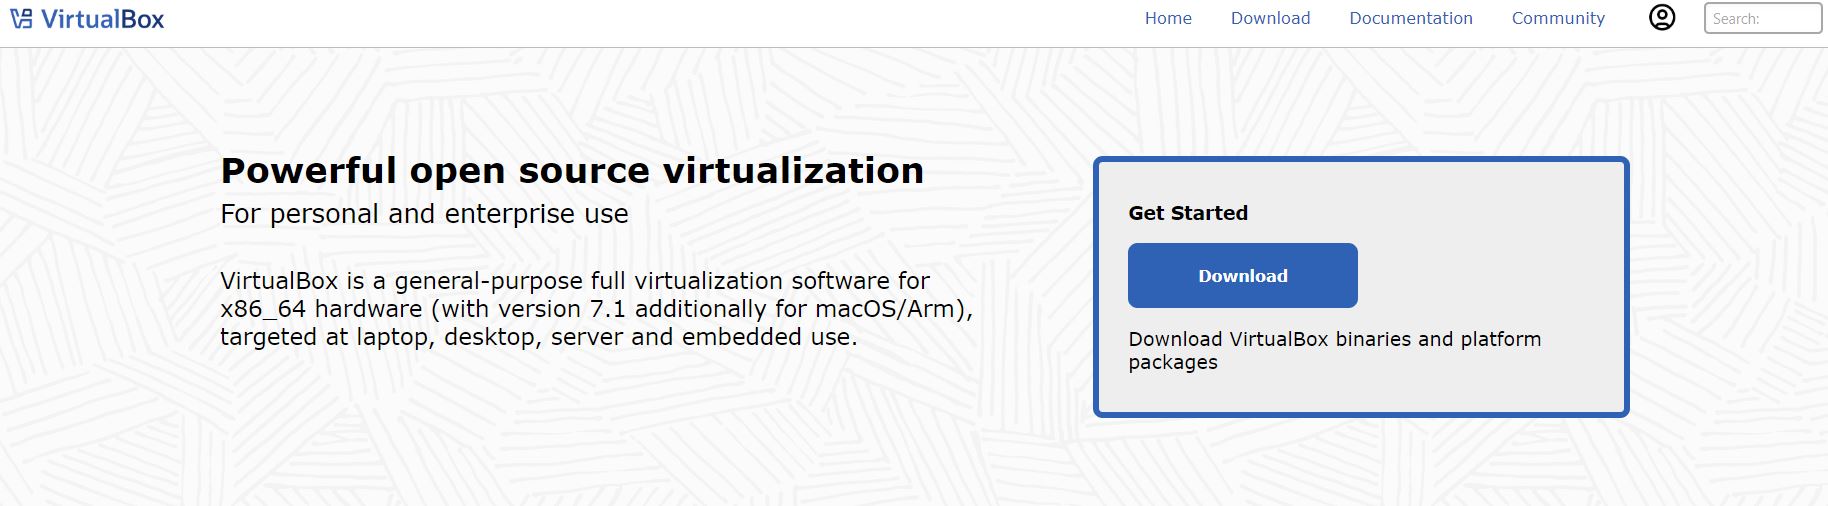 VirtualBox
Home
Download
Documentation
Community
Search:
Powerful open source virtualization
For personal and enterprise use
VirtualBox is a general-purpose full virtualization software for
x86_64 hardware (with version 7.1 additionally for macOS/Arm),
targeted at laptop, desktop, server and embedded use.
Get Started
Download
Download VirtualBox binaries and platform
packages